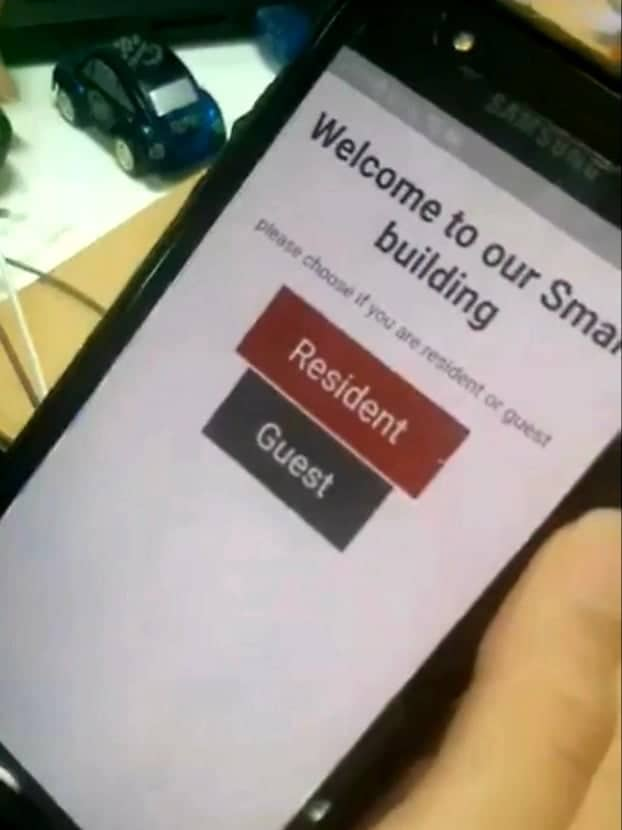 SAMSUNG
Welcome to our Smar
building
please choose if you are resident or guest
Resident
Guest